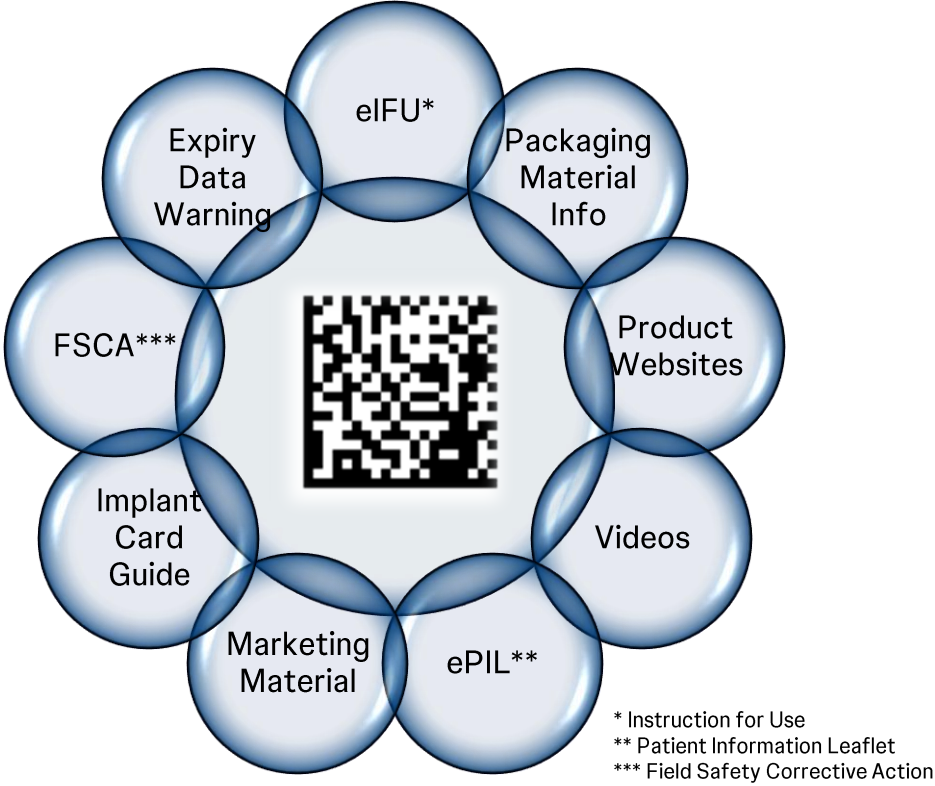 eIFU*
Expiry
Data
Warning
Packaging
Material
Info
FSCA***
Product
Websites
Implant
Card
Guide
Videos
Marketing
Material
ePIL**
* Instruction for Use
** Patient Information Leaflet
*** Field Safety Corrective Action